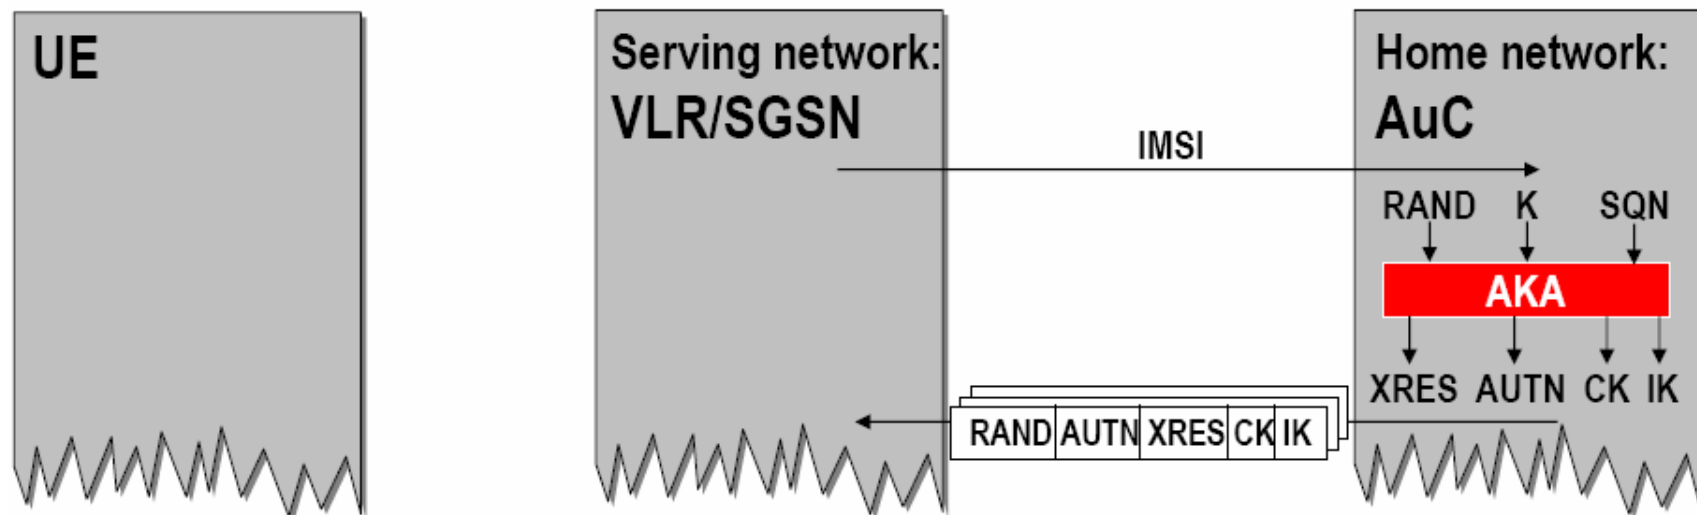 UE
Serving network:
VLR/SGSN
Home network:
AuC
IMSI
RAND K SQN
AKA
XRES AUTN CK IK
RAND AUTN XRES CK IK